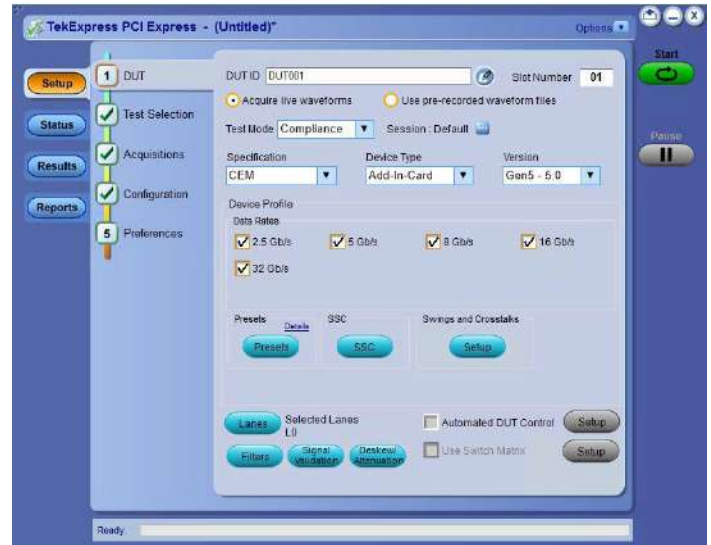 TekExpress PCI Express - (Untitled)*
Options
Start
Setup
1 DUT
DUT ID DUT001
Slot Number 01
Acquire live waveforms
Use pre-recorded waveform files
Status
Test Selection
Test Mode Compliance
Session : Default
Pause
Results
Acquisitions
Specification
Device Type
Version
CEM
Add-In-Card
Gen5 - 5.0
Reports
Configuration
Device Profile
Data Rates
5 Preferences
2.5 Gb/s
5 Gb/s
8 Gb/s
16 Gb/s
32 Gb/s
Presets
Details
SSC
Swings and Crosstalks
Presets
SSC
Setup
Lanes
Selected Lanes
L0
Automated DUT Control
Setup
Filters
Signal
Validation
Deskew/
Attenuation
Use Switch Matrix
Setup
Ready